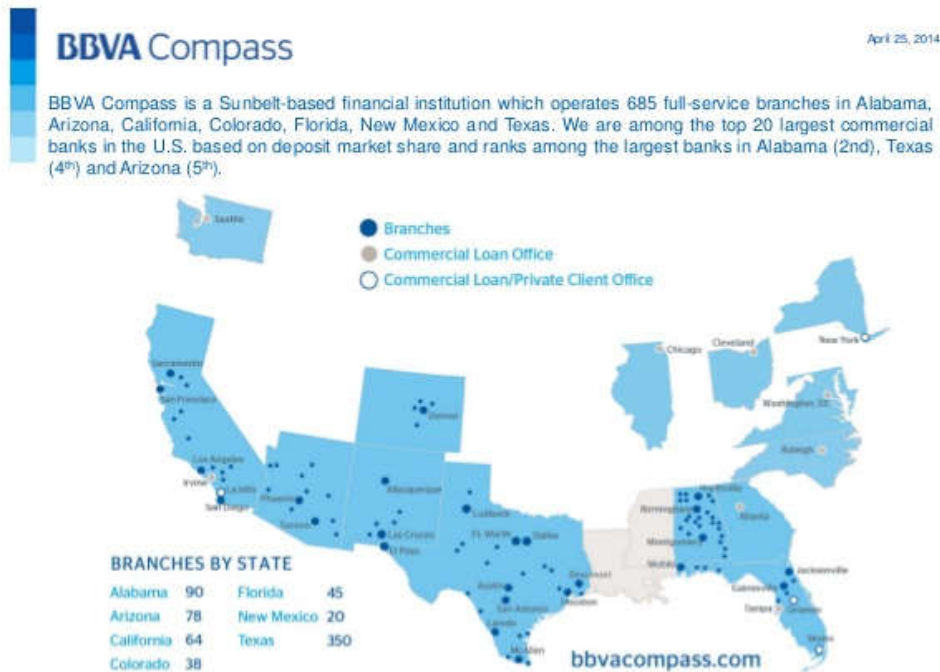 BBVA Compass
April 25, 2014
BBVA Compass is a Sunbelt-based financial institution which operates 685 full-service branches in Alabama,
Arizona, California, Colorado, Florida, New Mexico and Texas. We are among the top 20 largest commercial
banks in the U.S. based on deposit market share and ranks among the largest banks in Alabama (2nd), Texas
(4th) and Arizona (5th).
Seattle
Branches
Commercial Loan Office
Commercial Loan/Private Client Office
New York
Chicago
Cleveland
Sacramento
San Francisco
Washington, DC
Denver
Raleigh
Los Angeles
Irvine
La Jolla
San Diego
Phoenix
Tucson
Albuquerque
Las Cruces
El Paso
Lubbock
Ft. Worth
Dallas
Austin
San Antonio
Laredo
McAllen
Houston
Beaumont
Huntsville
Birmingham
Montgomery
Mobile
Atlanta
Jacksonville
Gainesville
Tampa
Orlando
Miami
BRANCHES BY STATE
Alabama 90 Florida 45
Arizona 78 New Mexico 20
California 64 Texas 350
Colorado 38
bbvacompass.com